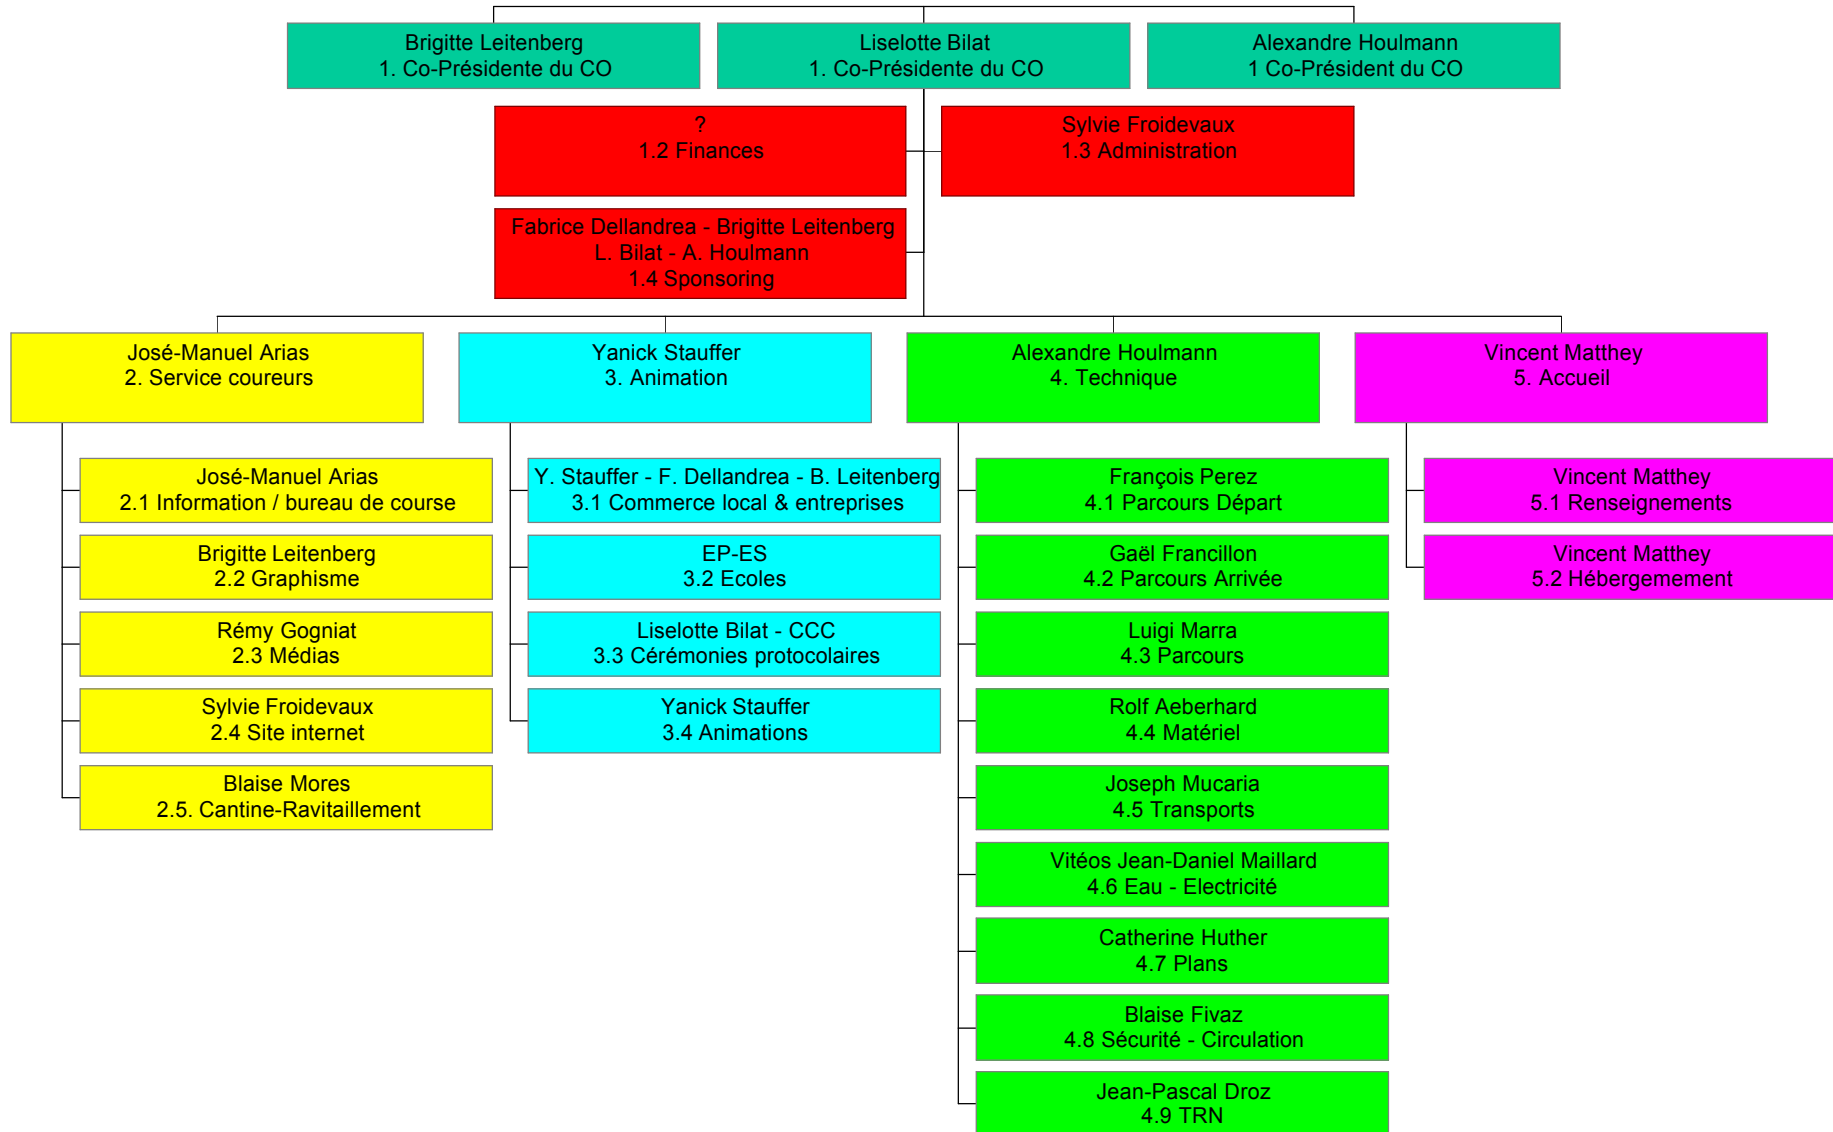 Brigitte Leitenberg
1. Co-Présidente du CO
Liselotte Bilat
1. Co-Présidente du CO
Alexandre Houlmann
1 Co-Président du CO
?
1.2 Finances
Sylvie Froidevaux
1.3 Administration
Fabrice Dellandrea - Brigitte Leitenberg
L. Bilat - A. Houlmann
1.4 Sponsoring
José-Manuel Arias
2. Service coureurs
José-Manuel Arias
2.1 Information / bureau de course
Brigitte Leitenberg
2.2 Graphisme
Rémy Gogniat
2.3 Médias
Sylvie Froidevaux
2.4 Site internet
Blaise Mores
2.5. Cantine-Ravitaillement
Yanick Stauffer
3. Animation
Y. Stauffer - F. Dellandrea - B. Leitenberg
3.1 Commerce local & entreprises
EP-ES
3.2 Ecoles
Liselotte Bilat - CCC
3.3 Cérémonies protocolaires
Yanick Stauffer
3.4 Animations
Alexandre Houlmann
4. Technique
François Perez
4.1 Parcours Départ
Gaël Francillon
4.2 Parcours Arrivée
Luigi Marra
4.3 Parcours
Rolf Aeberhard
4.4 Matériel
Joseph Mucaria
4.5 Transports
Vitéos Jean-Daniel Maillard
4.6 Eau - Electricité
Catherine Huther
4.7 Plans
Blaise Fivaz
4.8 Sécurité - Circulation
Jean-Pascal Droz
4.9 TRN
Vincent Matthey
5. Accueil
Vincent Matthey
5.1 Renseignements
Vincent Matthey
5.2 Hébergemement